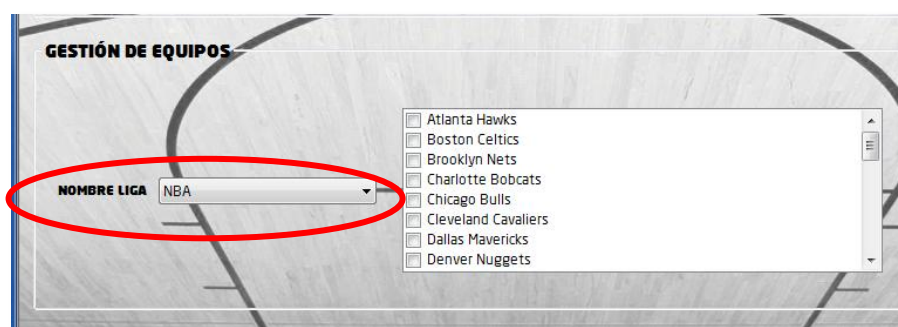 GESTIÓN DE EQUIPOS
NOMBRE LIGA NBA
Atlanta Hawks
Boston Celtics
Brooklyn Nets
Charlotte Bobcats
Chicago Bulls
Cleveland Cavaliers
Dallas Mavericks
Denver Nuggets